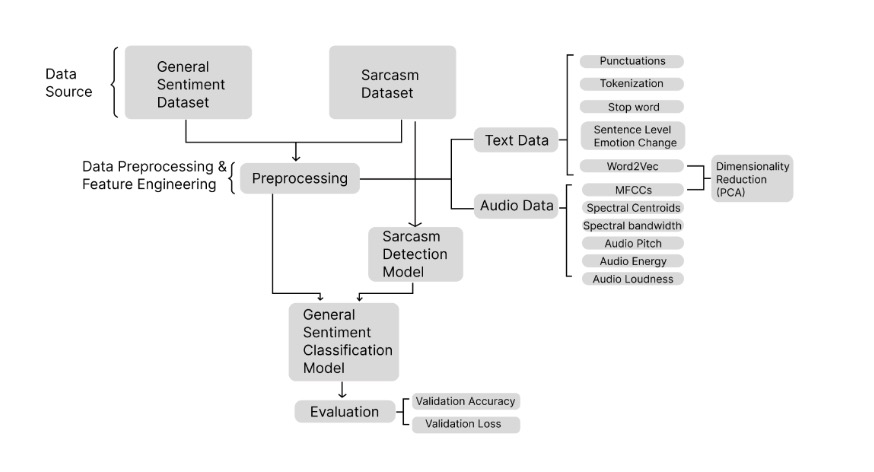 Data
Source
General
Sentiment
Dataset
Sarcasm
Dataset
Data Preprocessing &
Feature Engineering
Preprocessing
Text Data
Punctuations
Tokenization
Stop word
Sentence Level
Emotion Change
Word2Vec
Audio Data
MFCCs
Spectral Centroids
Spectral bandwidth
Audio Pitch
Audio Energy
Audio Loudness
Dimensionality
Reduction
(PCA)
Sarcasm
Detection
Model
General
Sentiment
Classification
Model
Evaluation
Validation Accuracy
Validation Loss